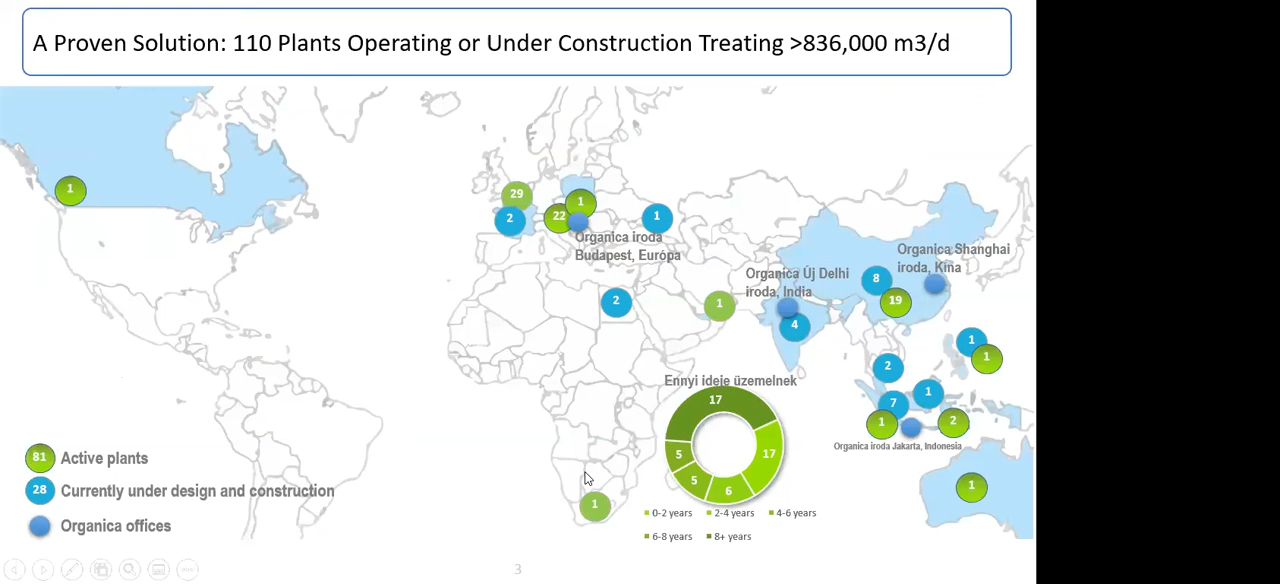 A Proven Solution: 110 Plants Operating or Under Construction Treating >836,000 m3/d
1
29
2
22
1
1
Organica iroda
Budapest, Európa
2
1
Organica Új Delhi
iroda, India
4
Organica Shanghai
iroda, Kína
8
19
1
1
2
1
7
1
2
Organica iroda Jakarta, Indonesia
1
1
Ennyi ideje üzemelnek
17
17
6
5
5
0-2 years
2-4 years
4-6 years
6-8 years
8+ years
81 Active plants
28 Currently under design and construction
Organica offices
3